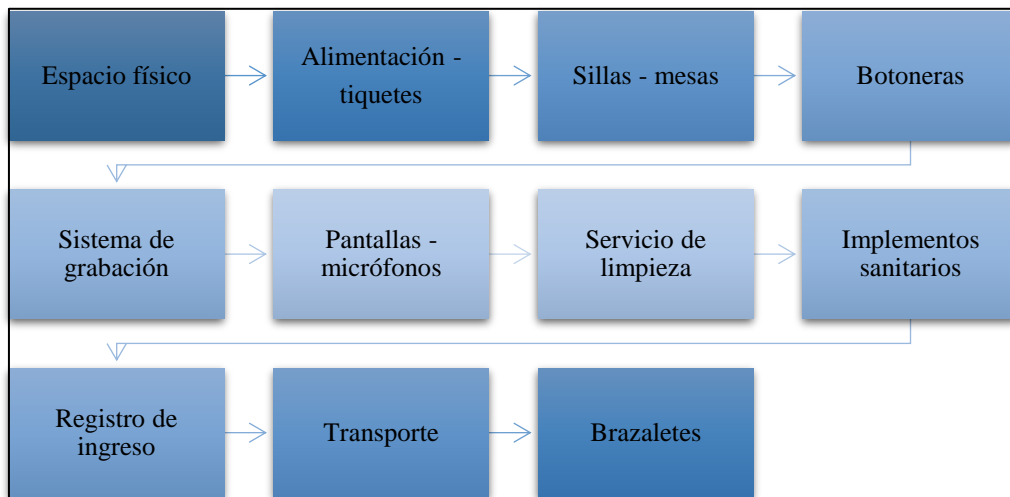 Espacio físico
Alimentación -
tiquetes
Sillas - mesas
Botoneras
Sistema de
grabación
Pantallas -
micrófonos
Servicio de
limpieza
Implementos
sanitarios
Registro de
ingreso
Transporte
Brazaletes